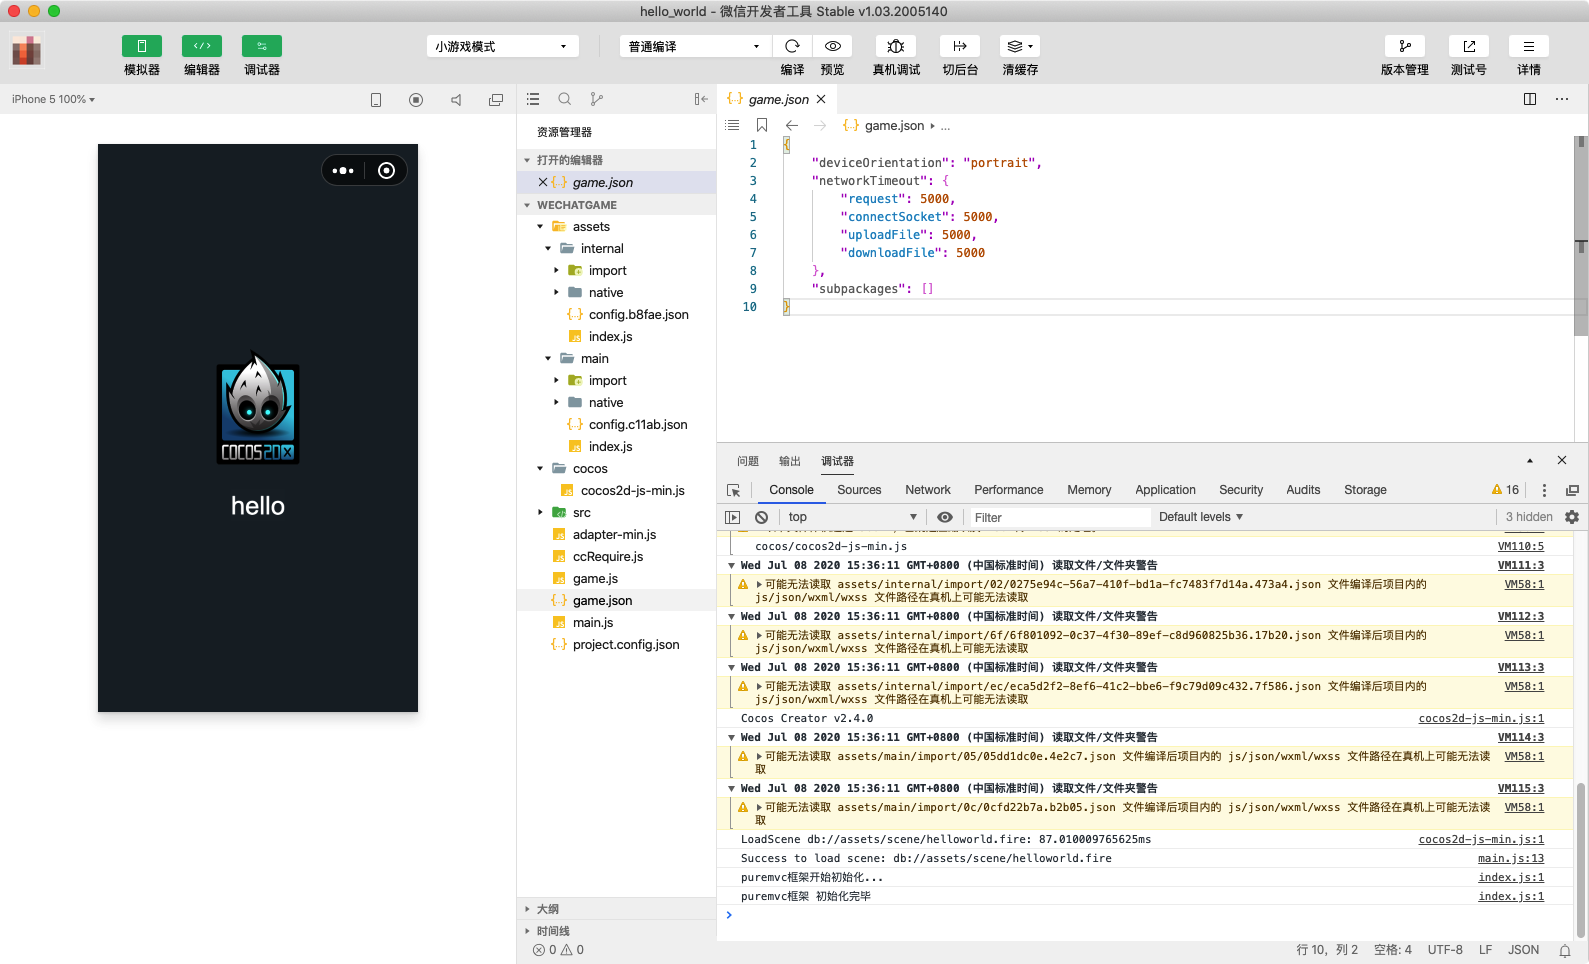 hello_world - 微信开发者工具 Stable v1.03.2005140
模拟器
编辑器
调试器
小游戏模式
普通编译
编译
预览
真机调试
切后台
清缓存
版本管理
测试号
详情
iPhone 5 100%
COCOS2DX
hello
资源管理器
打开的编辑器
game.json
WECHATGAME
assets
internal
import
native
config.b8fae.json
index.js
main
import
native
config.c11ab.json
index.js
cocos
cocos2d-js-min.js
src
adapter-min.js
ccRequire.js
game.js
game.json
main.js
project.config.json
大纲
时间线
0 0
game.json
game.json ...
1 {
2 "deviceOrientation": "portrait",
3 "networkTimeout": {
4 "request": 5000,
5 "connectSocket": 5000,
6 "uploadFile": 5000,
7 "downloadFile": 5000
8 },
9 "subpackages": []
10 }
问题 输出 调试器
Console Sources Network Performance Memory Application Security Audits Storage 16
top Filter Default levels 3 hidden
cocos/cocos2d-js-min.js VM110:5
Wed Jul 08 2020 15:36:11 GMT+0800 (中国标准时间) 读取文件/文件夹警告 VM111:3
可能无法读取 assets/internal/import/02/0275e94c-56a7-410f-bd1a-fc7483f7d14a.473a4.json 文件编译后项目内的 VM58:1
js/json/wxml/wxss 文件路径在真机上可能无法读取
Wed Jul 08 2020 15:36:11 GMT+0800 (中国标准时间) 读取文件/文件夹警告 VM112:3
可能无法读取 assets/internal/import/6f/6f801092-0c37-4f30-89ef-c8d960825b36.17b20.json 文件编译后项目内的 VM58:1
js/json/wxml/wxss 文件路径在真机上可能无法读取
Wed Jul 08 2020 15:36:11 GMT+0800 (中国标准时间) 读取文件/文件夹警告 VM113:3
可能无法读取 assets/internal/import/ec/eca5d2f2-8ef6-41c2-bbe6-f9c79d09c432.7f586.json 文件编译后项目内的 VM58:1
js/json/wxml/wxss 文件路径在真机上可能无法读取
Cocos Creator v2.4.0 cocos2d-js-min.js:1
Wed Jul 08 2020 15:36:11 GMT+0800 (中国标准时间) 读取文件/文件夹警告 VM114:3
可能无法读取 assets/main/import/05/05dd1dc0e.4e2c7.json 文件编译后项目内的 js/json/wxml/wxss 文件路径在真机上可能无法读 VM58:1
取
Wed Jul 08 2020 15:36:11 GMT+0800 (中国标准时间) 读取文件/文件夹警告 VM115:3
可能无法读取 assets/main/import/0c/0cfd22b7a.b2b05.json 文件编译后项目内的 js/json/wxml/wxss 文件路径在真机上可能无法读 VM58:1
取
LoadScene db://assets/scene/helloworld.fire: 87.010009765625ms cocos2d-js-min.js:1
Success to load scene: db://assets/scene/helloworld.fire main.js:13
puremvc框架开始初始化... index.js:1
puremvc框架 初始化完毕 index.js:1
行 10，列 2 空格: 4 UTF-8 LF JSON